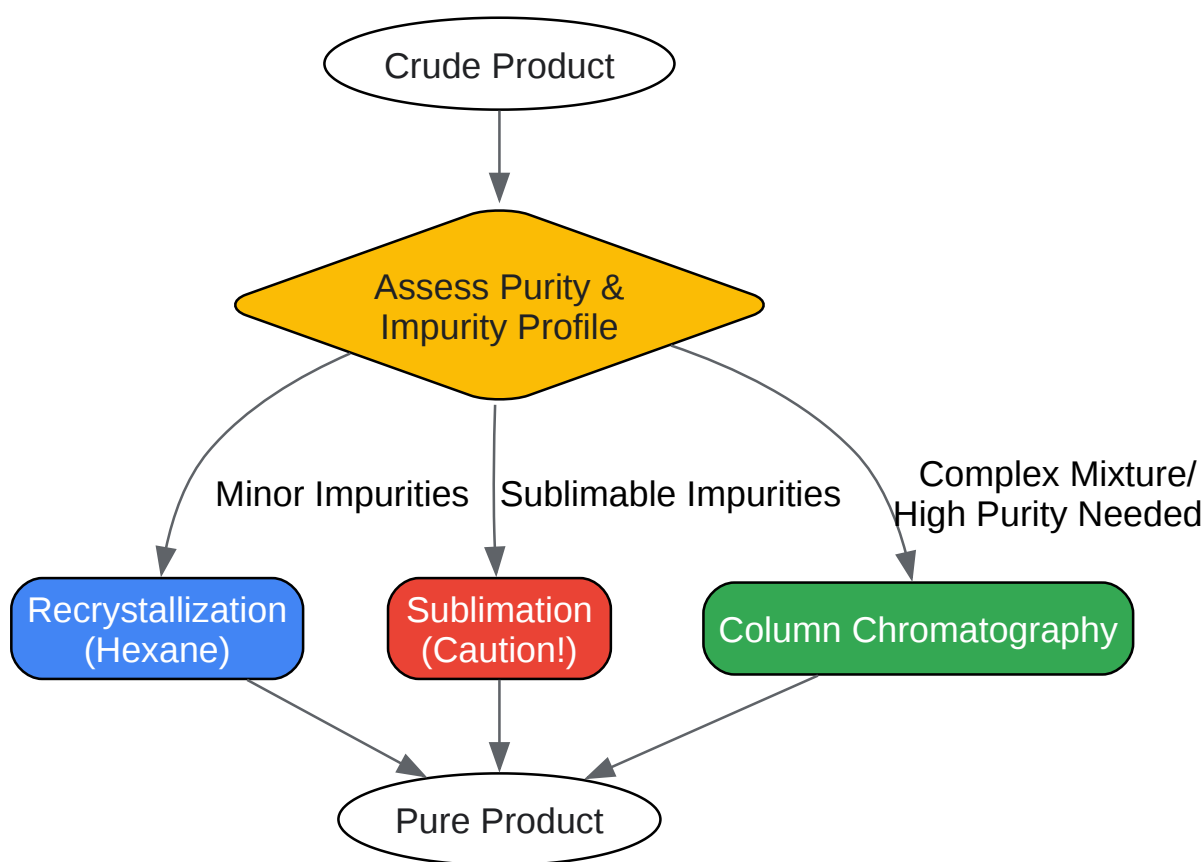 Crude Product
Assess Purity &
Impurity Profile
Minor Impurities
Sublimable Impurities
Complex Mixture/
High Purity Needed
Recrystallization
(Hexane)
Sublimation
(Caution!)
Column Chromatography
Pure Product